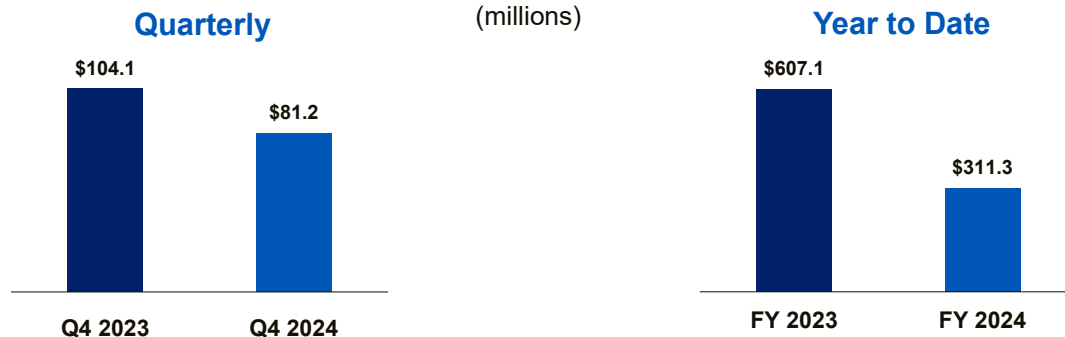 (millions)
Quarterly
$104.1
$81.2
Q4 2023
Q4 2024
Year to Date
$607.1
$311.3
FY 2023
FY 2024